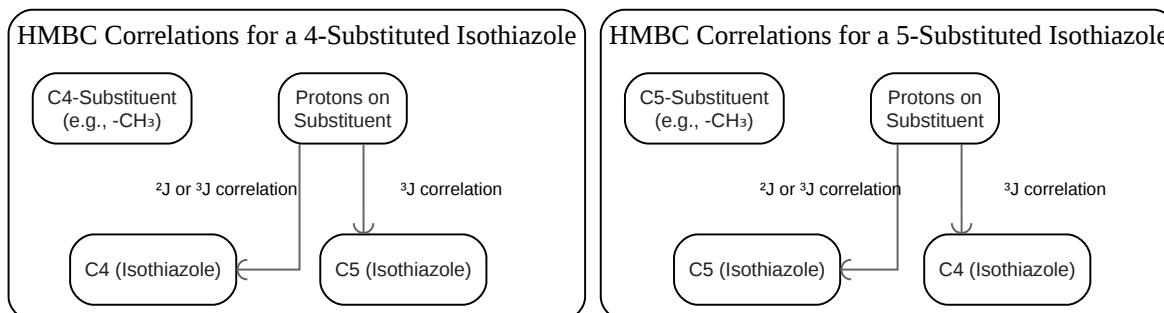 HMBC Correlations for a 4-Substituted Isothiazole
C4-Substituent
(e.g., -CH₃)
Protons on
Substituent
²J or ³J correlation
³J correlation
C4 (Isothiazole)
C5 (Isothiazole)
HMBC Correlations for a 5-Substituted Isothiazole
C5-Substituent
(e.g., -CH₃)
Protons on
Substituent
²J or ³J correlation
³J correlation
C5 (Isothiazole)
C4 (Isothiazole)